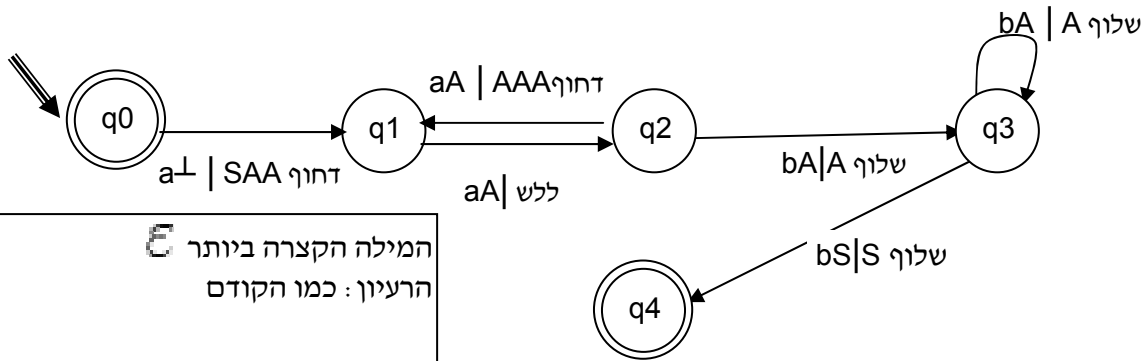 bA | A שלוף
aA | AAA דחוף
q0
q1
q2
q3
a⊥ | SAA דחוף
aA| ללש
bA|A שלוף
המילה הקצרה ביותר ε
הרעיון : כמו הקודם
bS|S שלוף
q4